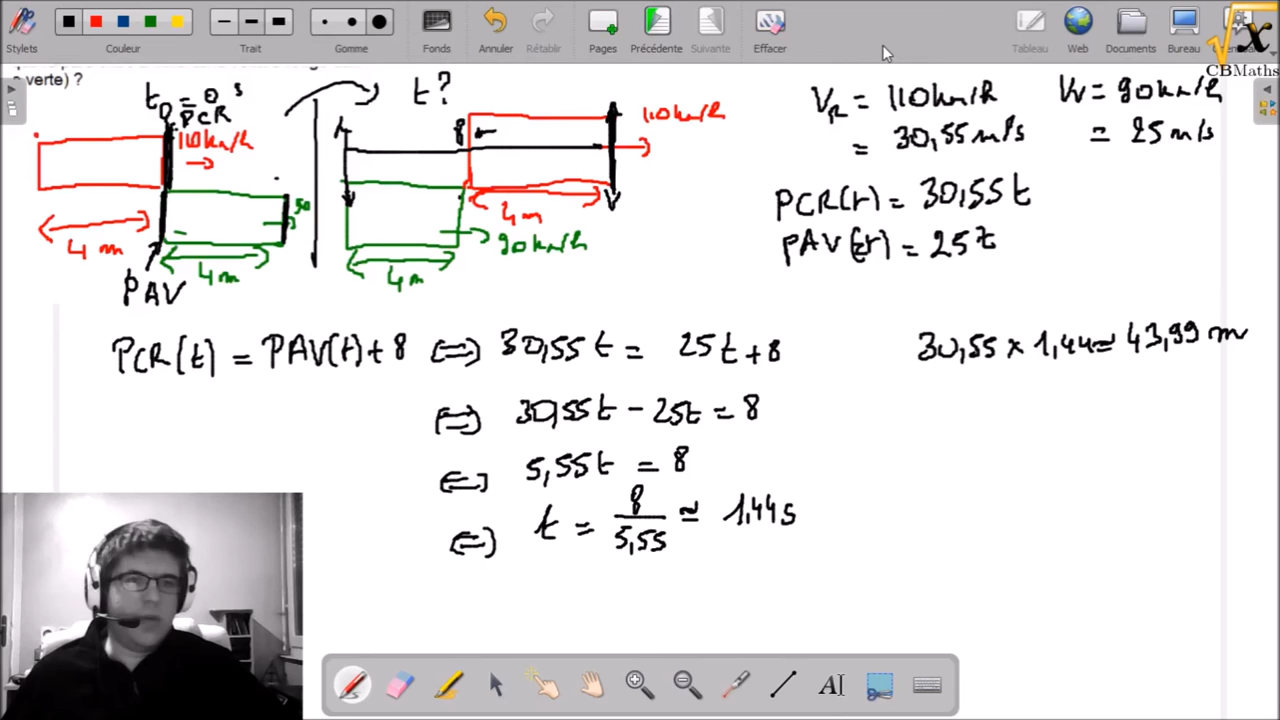 Stylets
Couleur
Trait
Gomme
Fonds
Annuler
Rétablir
Pages
Précédente
Suivante
Effacer
Tableau
Web
Documents
Bureau
CBMaths
e verte) ?
t0 = 0 s
PCR
110 km/h
4 m
4 m
PAV
t?
8
110 km/h
4 m
90 km/h
4 m
VR = 110 km/h
= 30,55 m/s
VV = 90 km/h
= 25 m/s
PCR(t) = 30,55 t
PAV(t) = 25 t
PCR(t) = PAV(t) + 8 ⟺ 30,55 t = 25 t + 8
⟺ 30,55 t - 25 t = 8
⟺ 5,55 t = 8
⟺ t = 8/5,55 ≃ 1,44 s
30,55 × 1,44 ≃ 43,99 m